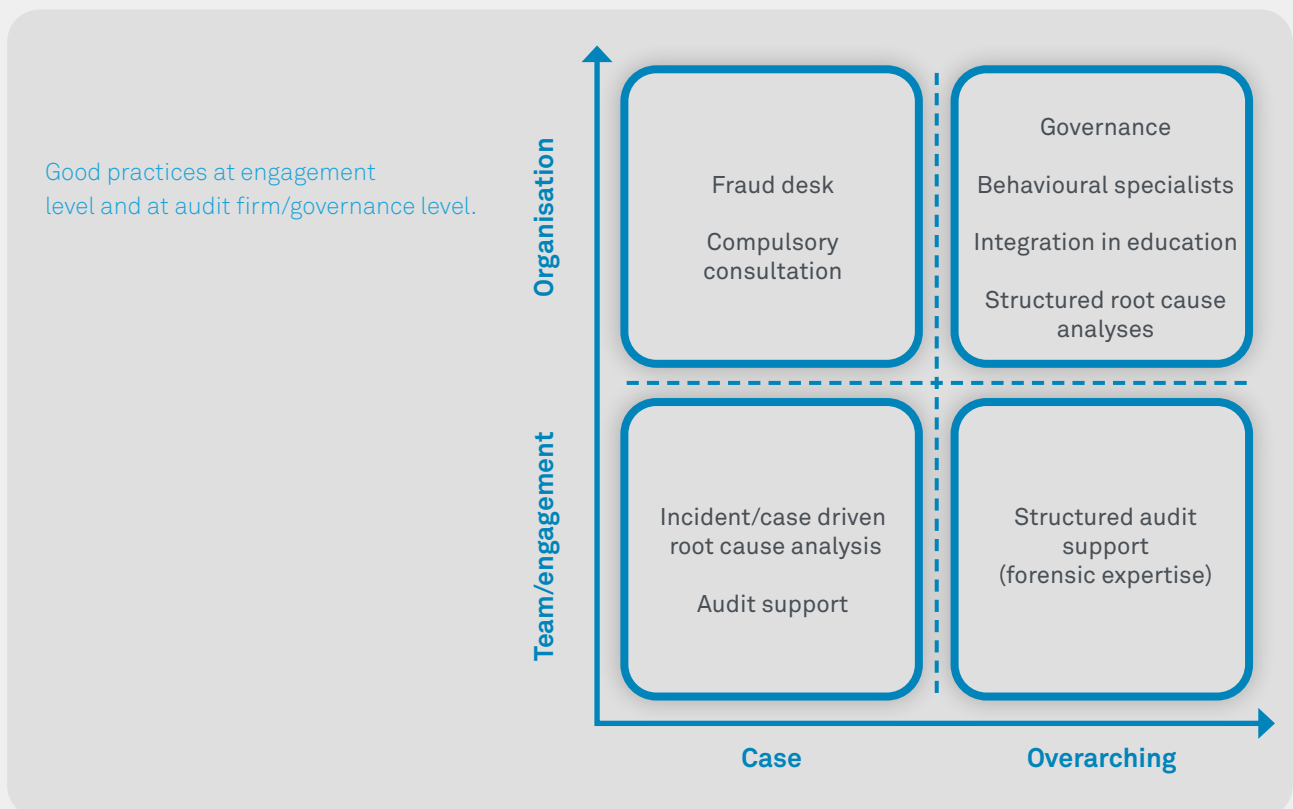 Good practices at engagement
level and at audit firm/governance level.
Organisation
Fraud desk
Compulsory
consultation
Governance
Behavioural specialists
Integration in education
Structured root cause
analyses
Team/engagement
Incident/case driven
root cause analysis
Audit support
Structured audit
support
(forensic expertise)
Case
Overarching